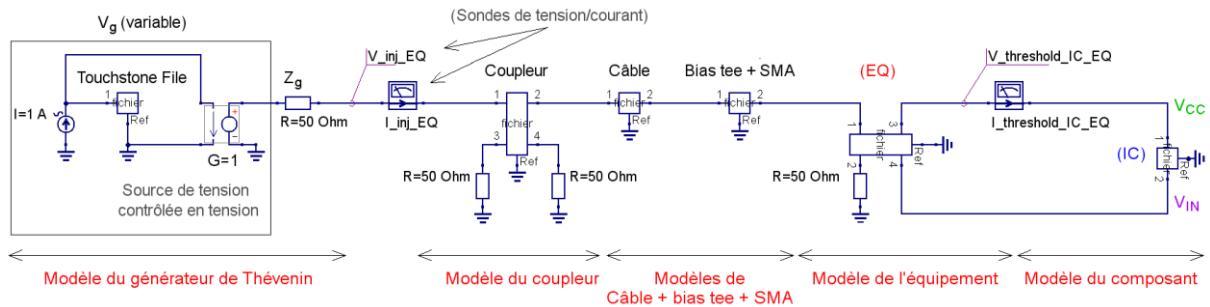 V_g (variable)
(Sondes de tension/courant)
Touchstone File
Z_g
V_inj_EQ
Coupleur
Câble
Bias tee + SMA
(EQ)
V_threshold_IC_EQ
I=1 A
1
fichier
Ref
+
-
G=1
R=50 Ohm
I_inj_EQ
1
2
fichier
3
4
Ref
1
2
fichier
Ref
1
2
fichier
Ref
1
3
fichier
Ref
2
4
I_threshold_IC_EQ
V_CC
1
fichier
Ref
2
(IC)
V_IN
R=50 Ohm
R=50 Ohm
R=50 Ohm
Source de tension
contrôlée en tension
Modèle du générateur de Thévenin
Modèle du coupleur
Modèles de
Câble + bias tee + SMA
Modèle de l'équipement
Modèle du composant